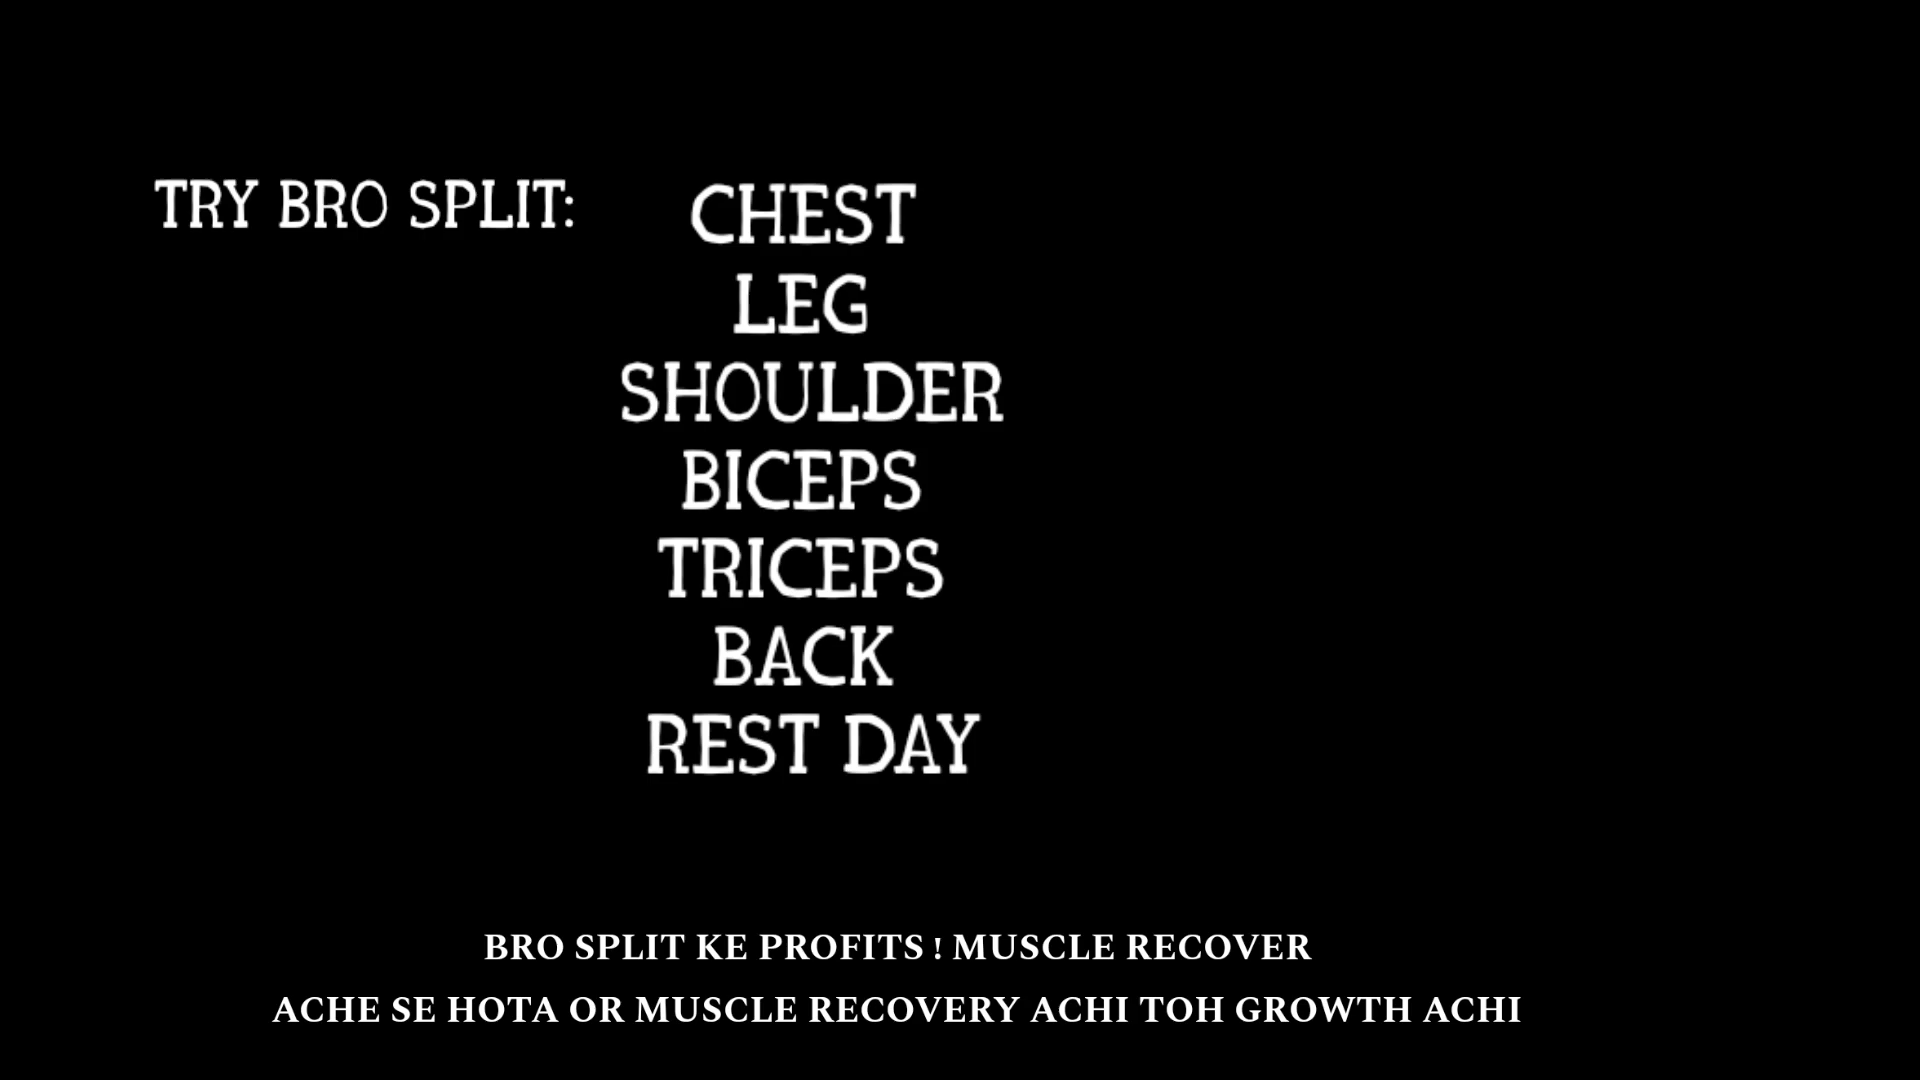 TRY BRO SPLIT:
CHEST
LEG
SHOULDER
BICEPS
TRICEPS
BACK
REST DAY
BRO SPLIT KE PROFITS ! MUSCLE RECOVER
ACHE SE HOTA OR MUSCLE RECOVERY ACHI TOH GROWTH ACHI